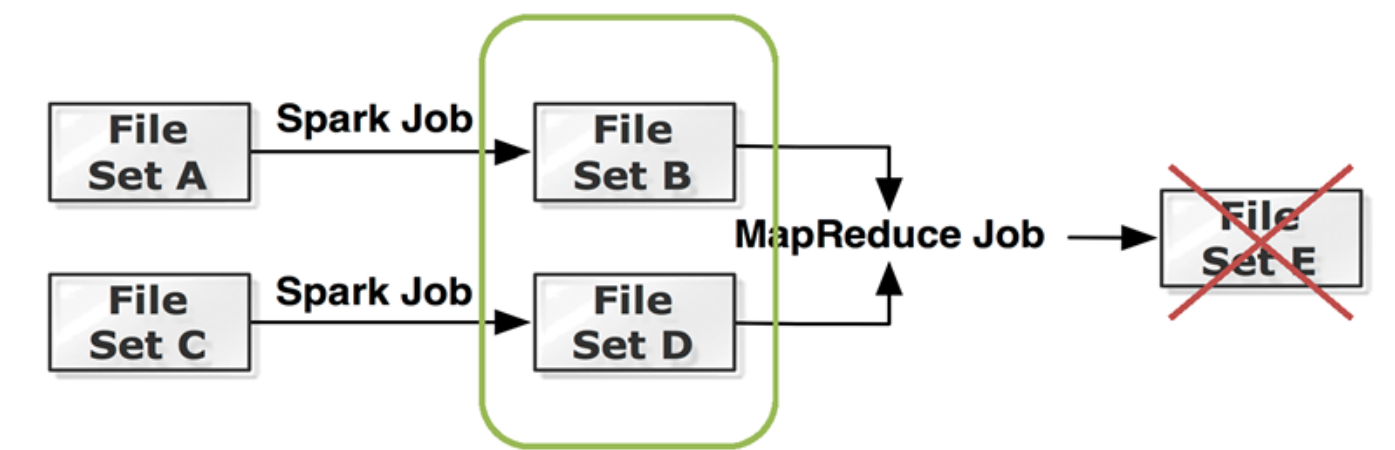 File
Set A
Spark Job
File
Set B
File
Set C
Spark Job
File
Set D
MapReduce Job
File
Set E